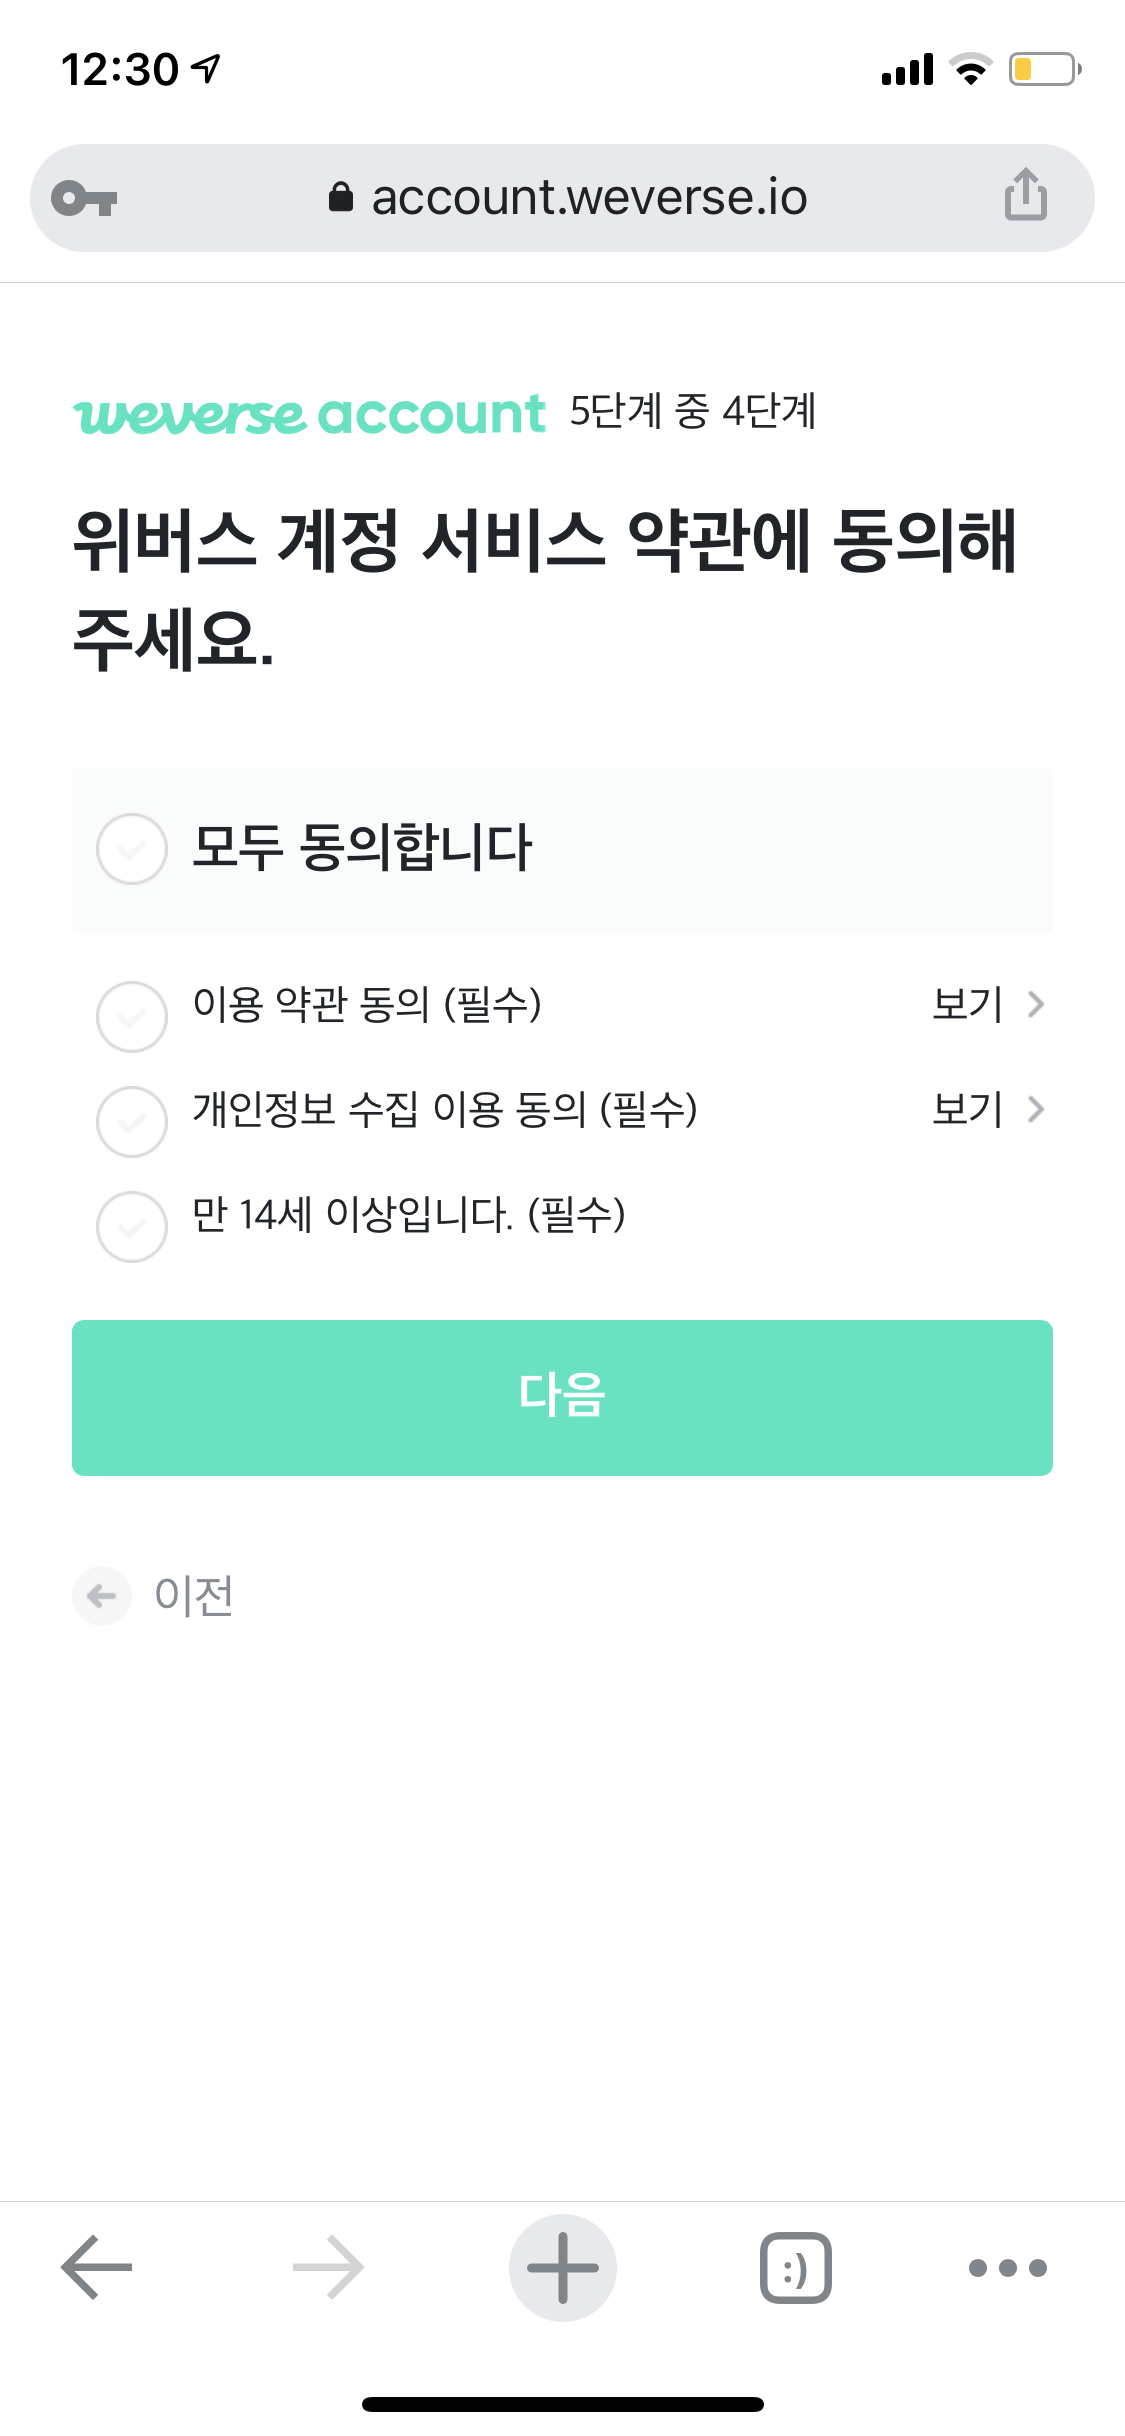 12:30
account.weverse.io
weverse account 5단계 중 4단계
위버스 계정 서비스 약관에 동의해
주세요.
모두 동의합니다
이용 약관 동의 (필수) 보기
개인정보 수집 이용 동의 (필수) 보기
만 14세 이상입니다. (필수)
다음
이전
:)